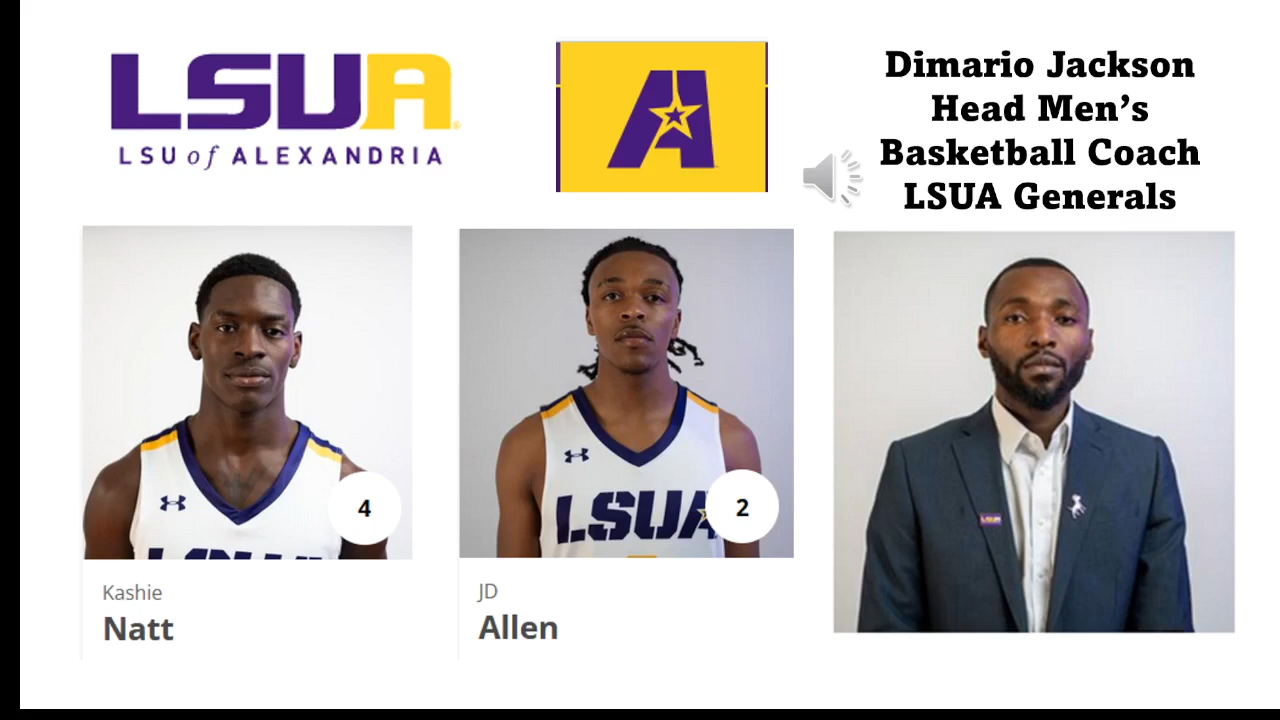 LSUA
LSU of ALEXANDRIA
A
Dimario Jackson
Head Men's
Basketball Coach
LSUA Generals
4
Kashie
Natt
LSUA
2
JD
Allen
LSUA